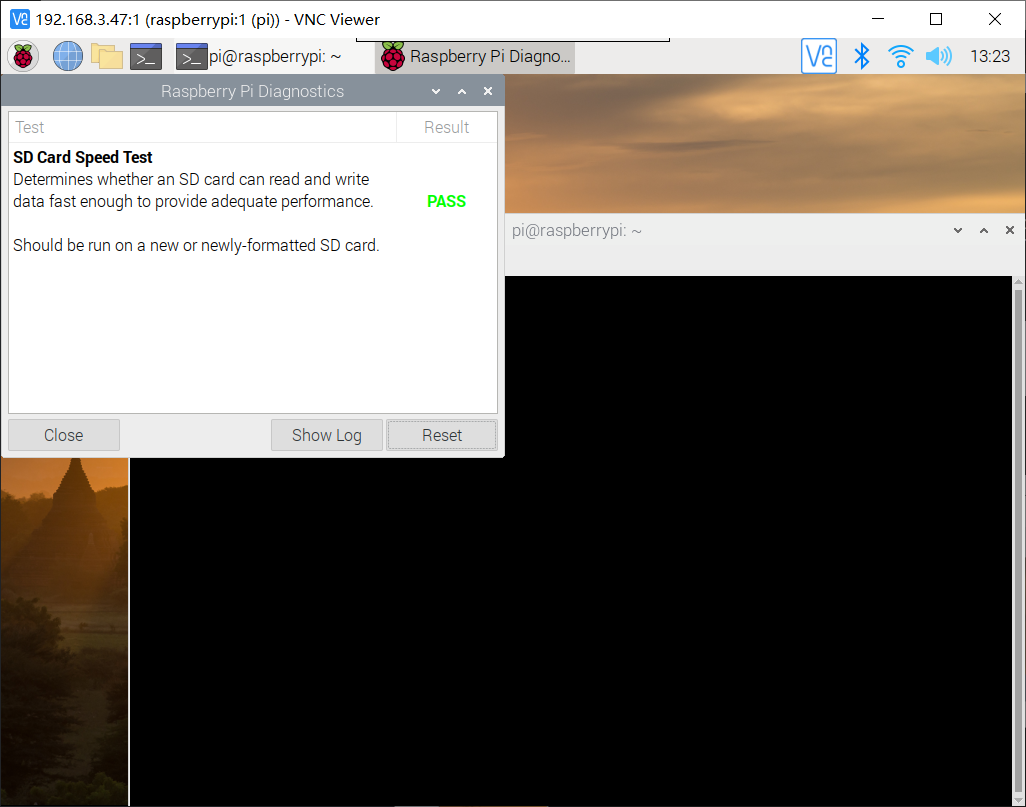 192.168.3.47:1 (raspberrypi:1 (pi)) - VNC Viewer
pi@raspberrypi: ~
Raspberry Pi Diagno...
13:23
Raspberry Pi Diagnostics
Test
Result
SD Card Speed Test
Determines whether an SD card can read and write
data fast enough to provide adequate performance.
PASS
Should be run on a new or newly-formatted SD card.
Close
Show Log
Reset
pi@raspberrypi: ~